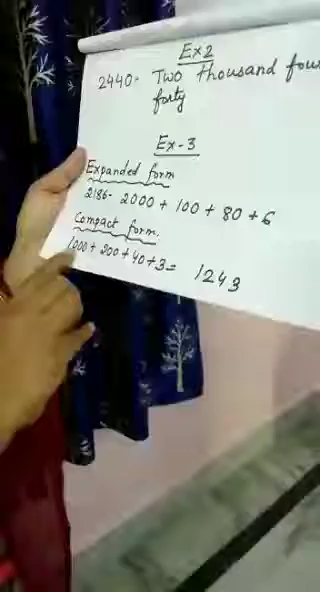 Ex 2
2440- Two thousand four
forty
Ex-3
Expanded form
2186- 2000 + 100 + 80 + 6
Compact form.
1000 + 200 + 40 + 3 = 1243